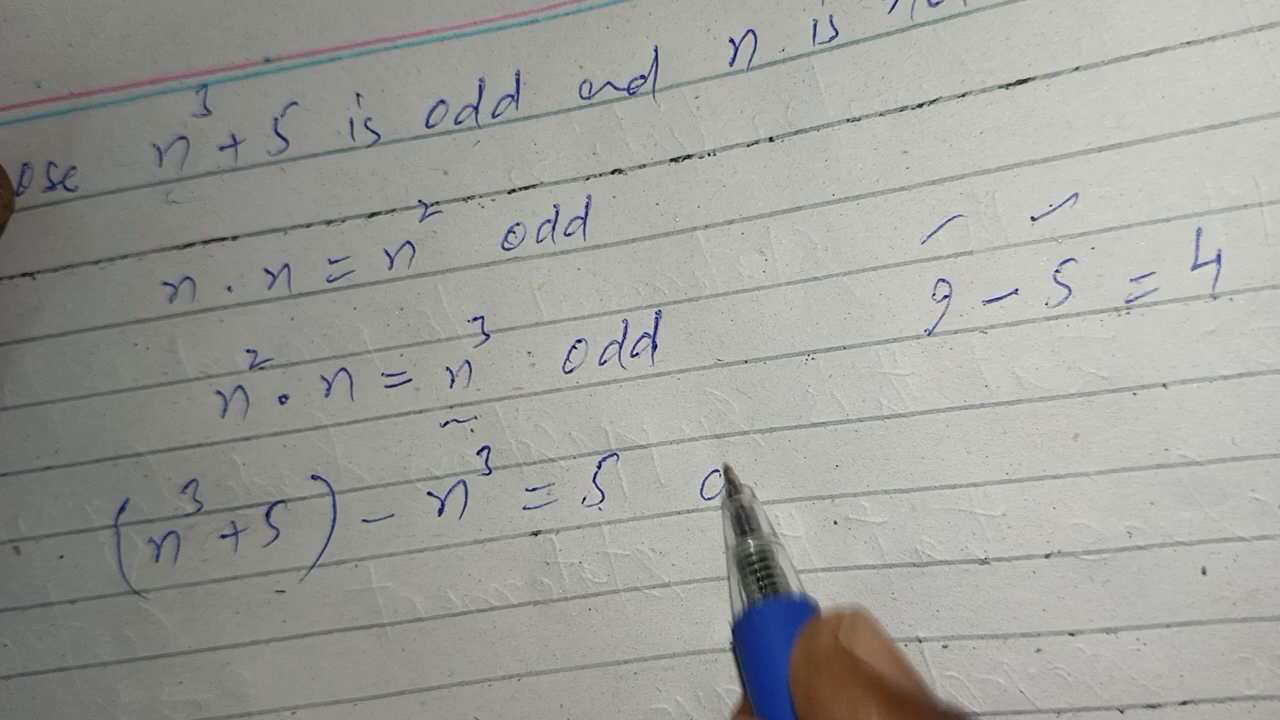 n³ + 5 is odd and n is
n . n = n² odd
n² . n = n³ odd
9 - 5 = 4
(n³ + 5) - n³ = 5